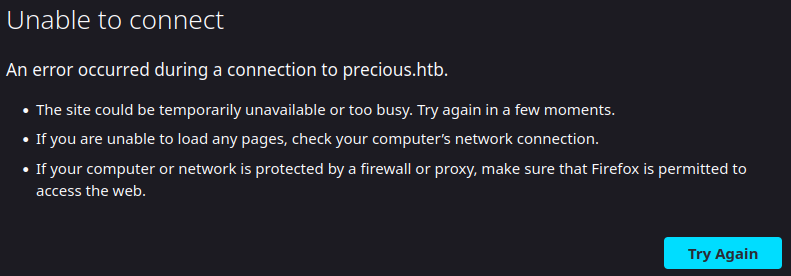 Unable to connect
An error occurred during a connection to precious.htb.
• The site could be temporarily unavailable or too busy. Try again in a few moments.
• If you are unable to load any pages, check your computer’s network connection.
• If your computer or network is protected by a firewall or proxy, make sure that Firefox is permitted to
access the web.
Try Again